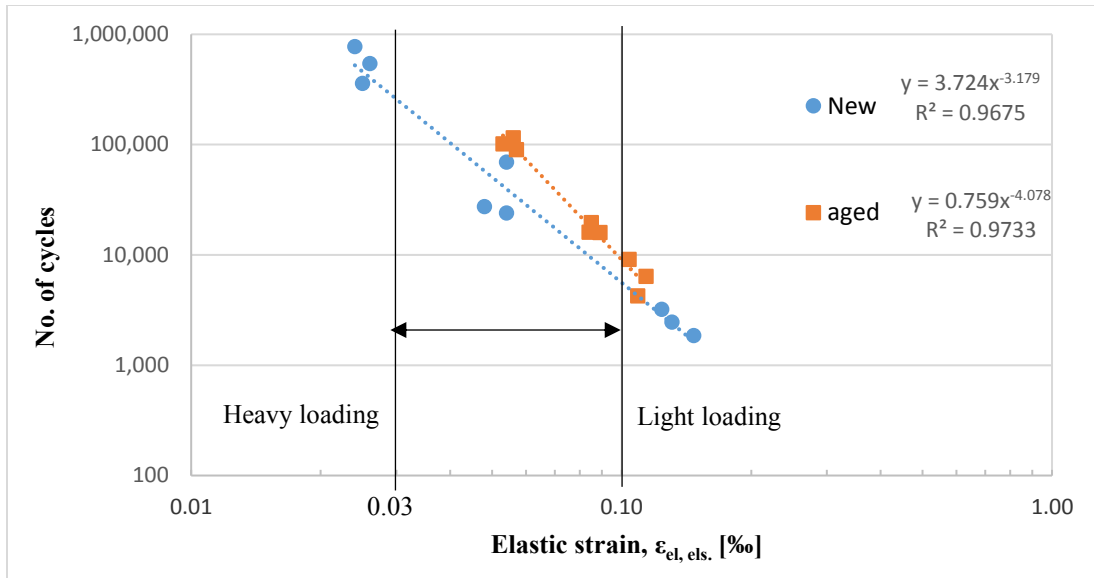 1,000,000
100,000
10,000
1,000
100
No. of cycles
New
y = 3.724x^-3.179
R² = 0.9675
aged
y = 0.759x^-4.078
R² = 0.9733
Heavy loading
Light loading
0.01
0.03
0.10
1.00
Elastic strain, ε_el, els. [‰]